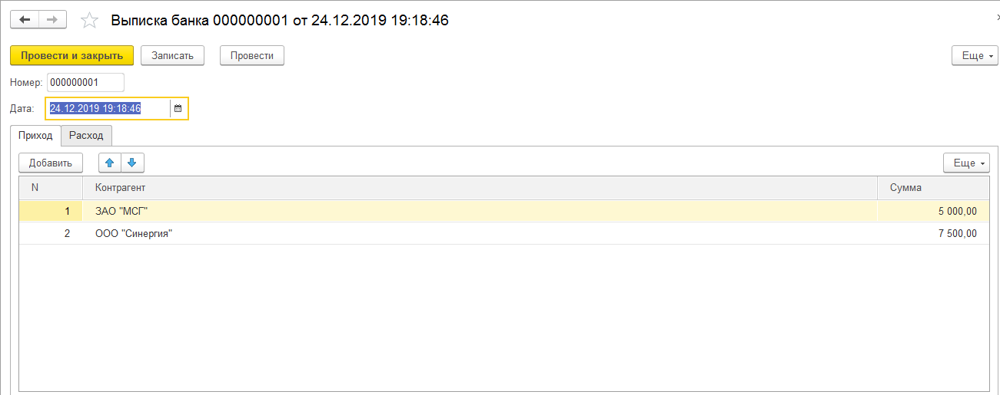 Выписка банка 000000001 от 24.12.2019 19:18:46
Провести и закрыть Записать Провести Еще
Номер: 000000001
Дата: 24.12.2019 19:18:46
Приход Расход
Добавить Еще
N Контрагент Сумма
1 ЗАО "МСГ" 5 000,00
2 ООО "Синергия" 7 500,00